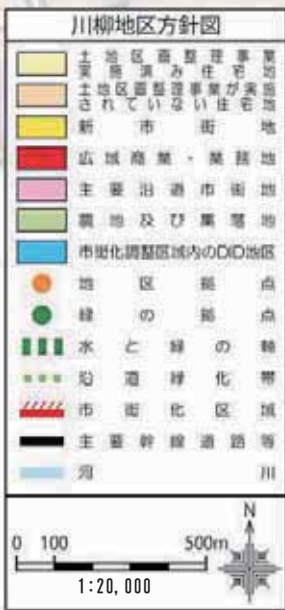 川柳地区方針図
土地区画整理事業
実施済み住宅地
土地区画整理事業が実施
されていない住宅地
新市街地
広域商業・業務地
主要沿道市街地
農地及び集落地
市街化調整区域内のDID地区
地区拠点
緑の拠点
水と緑の軸
沿道緑化帯
市街化区域
主要幹線道路等
河川
N
0 100 500m
1:20,000